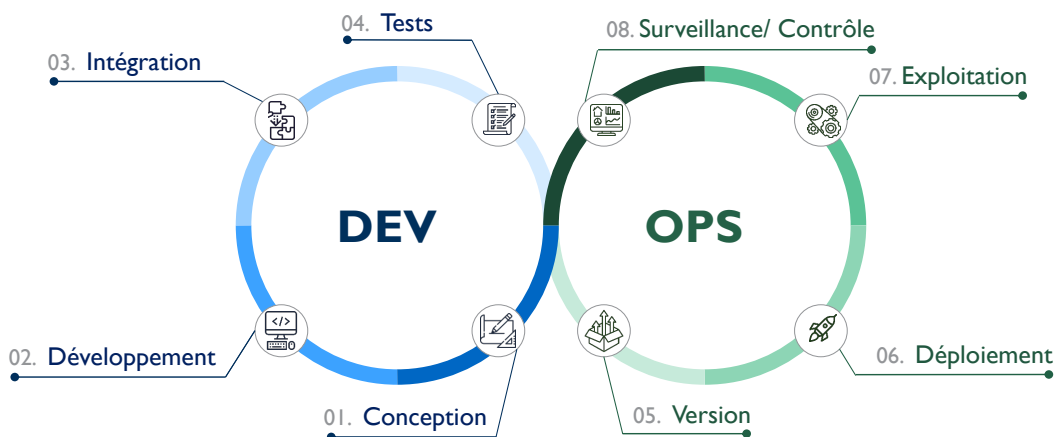 04. Tests
08. Surveillance/ Contrôle
03. Intégration
07. Exploitation
DEV
OPS
</>
02. Développement
06. Déploiement
01. Conception
05. Version